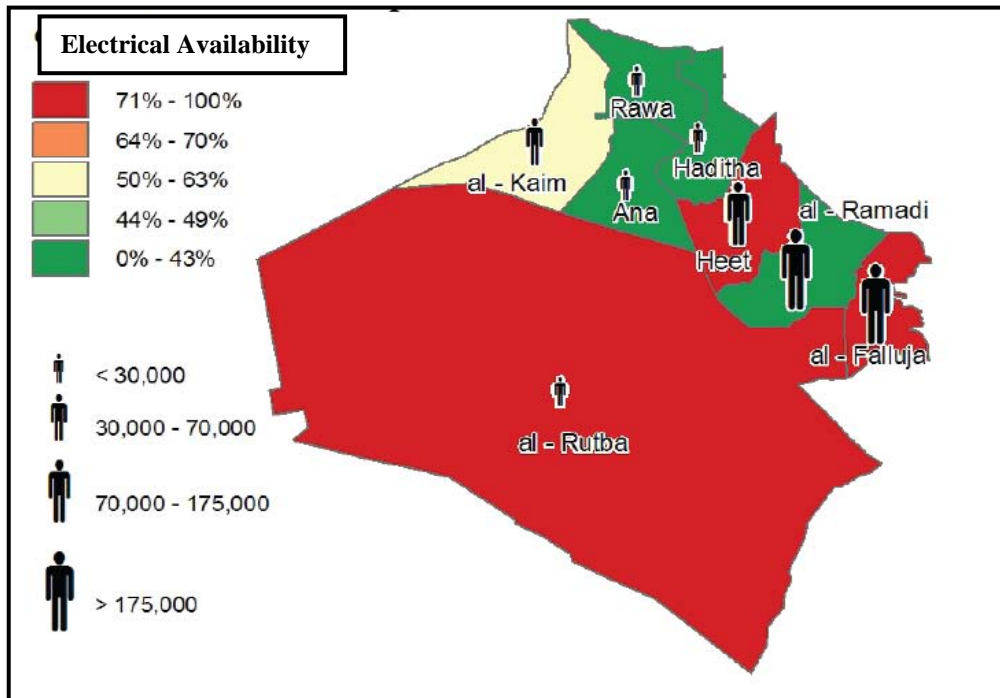 Electrical Availability
71% - 100%
64% - 70%
50% - 63%
44% - 49%
0% - 43%
< 30,000
30,000 - 70,000
70,000 - 175,000
> 175,000
Rawa
Haditha
al - Kaim
Ana
al - Ramadi
Heet
al - Falluja
al - Rutba